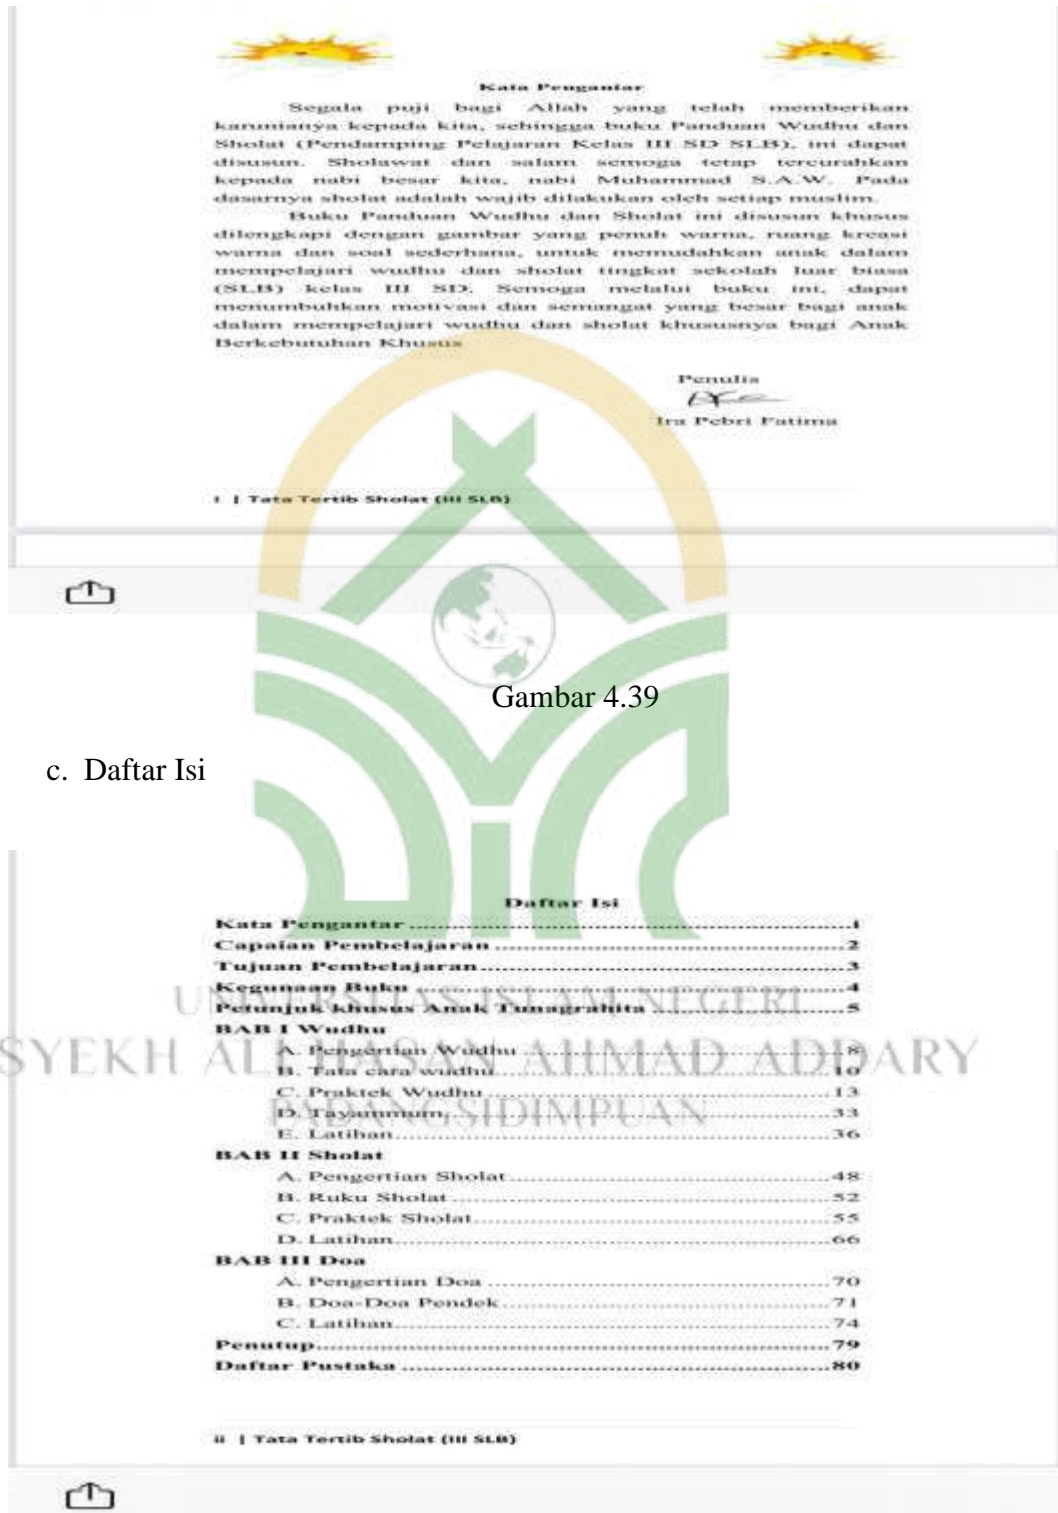 Kata Pengantar
Segala puji bagi Allah yang telah memberikan
karunianya kepada kita, sehingga buku Panduan Wudhu dan
Sholat (Pendamping Pelajaran Kelas III SD SLB), ini dapat
disusun. Sholawat dan salam semoga tetap tercurahkan
kepada nabi besar kita, nabi Muhammad S.A.W. Pada
dasarnya sholat adalah wajib dilakukan oleh setiap muslim.
Buku Panduan Wudhu dan Sholat ini disusun khusus
dilengkapi dengan gambar yang penuh warna, ruang kreasi
warna dan soal sederhana, untuk memudahkan anak dalam
mempelajari wudhu dan sholat tingkat sekolah luar biasa
(SLB) kelas III SD. Semoga melalui buku ini, dapat
menumbuhkan motivasi dan semangat yang besar bagi anak
dalam mempelajari wudhu dan sholat khususnya bagi Anak
Berkebutuhan Khusus
Penulis
Ira Pebri Fatima
i | Tata Tertib Sholat (III SLB)
Gambar 4.39
c. Daftar Isi
Daftar Isi
Kata Pengantar.....i
Capaian Pembelajaran.....2
Tujuan Pembelajaran.....3
Kegunaan Buku.....4
Petunjuk khusus Anak Tunagrahita.....5
UNIVERSITAS ISLAM NEGERI
BAB I Wudhu
A. Pengertian Wudhu.....8
SYEKH ALI HASAN AHMAD ADDARY
B. Tata cara wudhu.....10
C. Praktek Wudhu.....13
PADANGSIDIMPUAN
D. Tayammum.....33
E. Latihan.....36
BAB II Sholat
A. Pengertian Sholat.....48
B. Ruku Sholat.....52
C. Praktek Sholat.....55
D. Latihan.....66
BAB III Doa
A. Pengertian Doa.....70
B. Doa-Doa Pendek.....71
C. Latihan.....74
Penutup.....79
Daftar Pustaka.....80
ii | Tata Tertib Sholat (III SLB)